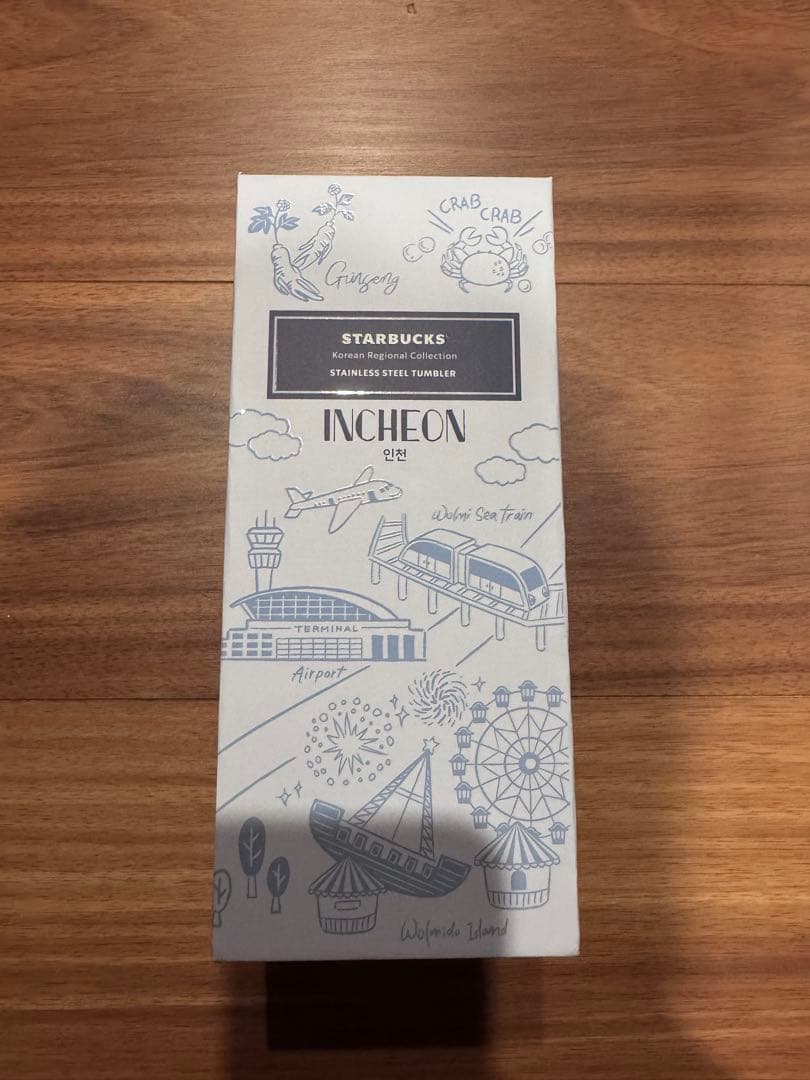 CRAB CRAB
Ginseng
STARBUCKS
Korean Regional Collection
STAINLESS STEEL TUMBLER
INCHEON
인천
Wolmi Sea Train
TERMINAL
Airport
Wolmido Island